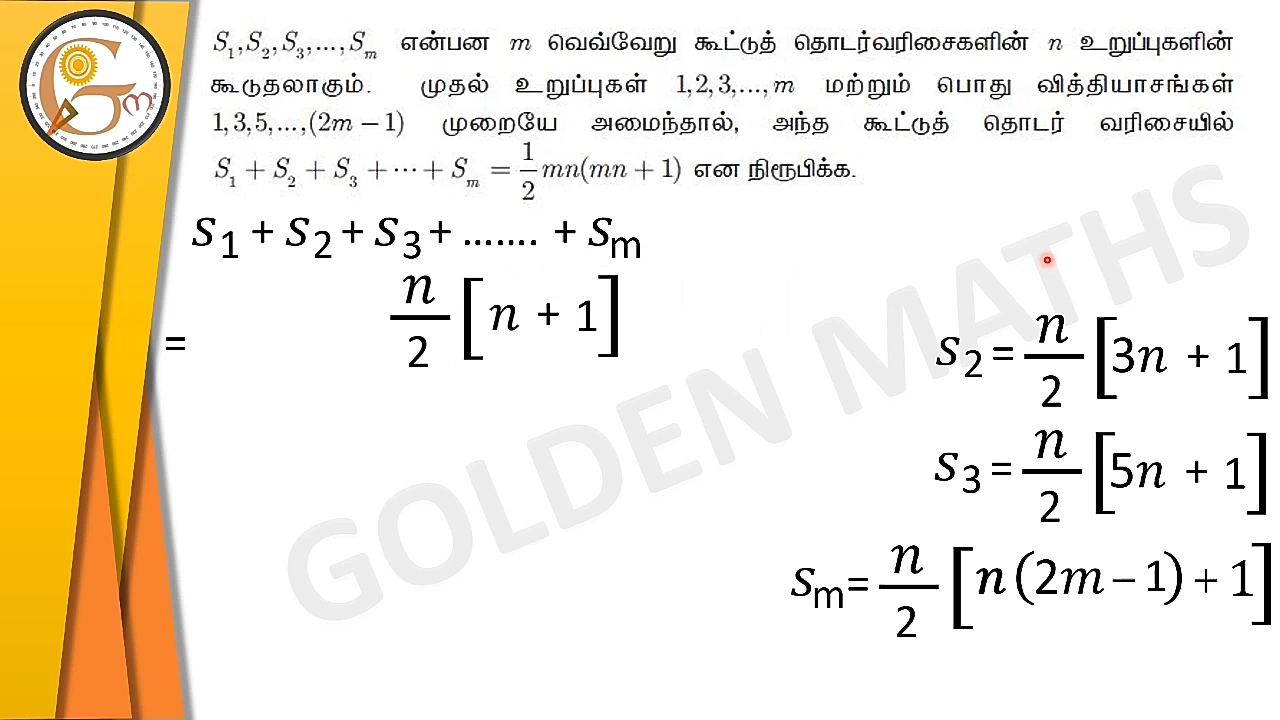 S₁, S₂, S₃, ..., Sₘ என்பன m வெவ்வேறு கூட்டுத் தொடர்வரிசைகளின் n உறுப்புகளின்
கூடுதலாகும். முதல் உறுப்புகள் 1, 2, 3, ..., m மற்றும் பொது வித்தியாசங்கள்
1, 3, 5, ..., (2m − 1) முறையே அமைந்தால், அந்த கூட்டுத் தொடர் வரிசையில்
S₁ + S₂ + S₃ + ⋯ + Sₘ = 1/2 mn(mn + 1) என நிரூபிக்க.
S₁ + S₂ + S₃ + ....... + Sₘ
= n/2 [n + 1]
S₂ = n/2 [3n + 1]
S₃ = n/2 [5n + 1]
Sₘ = n/2 [n(2m − 1) + 1]
GOLDEN MATHS
Gm